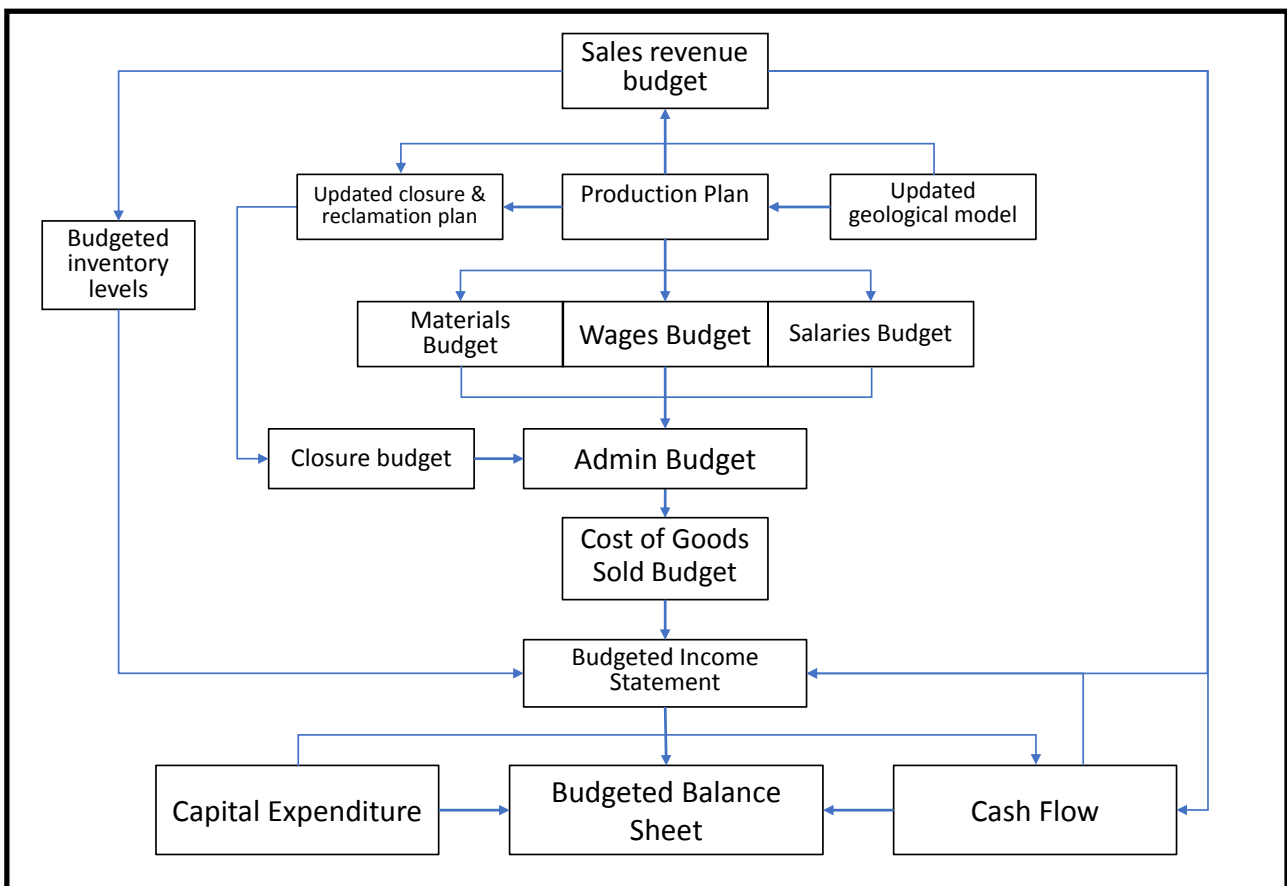 Sales revenue
budget
Updated closure &
reclamation plan
Production Plan
Updated
geological model
Budgeted
inventory
levels
Materials
Budget
Wages Budget
Salaries Budget
Closure budget
Admin Budget
Cost of Goods
Sold Budget
Budgeted Income
Statement
Capital Expenditure
Budgeted Balance
Sheet
Cash Flow